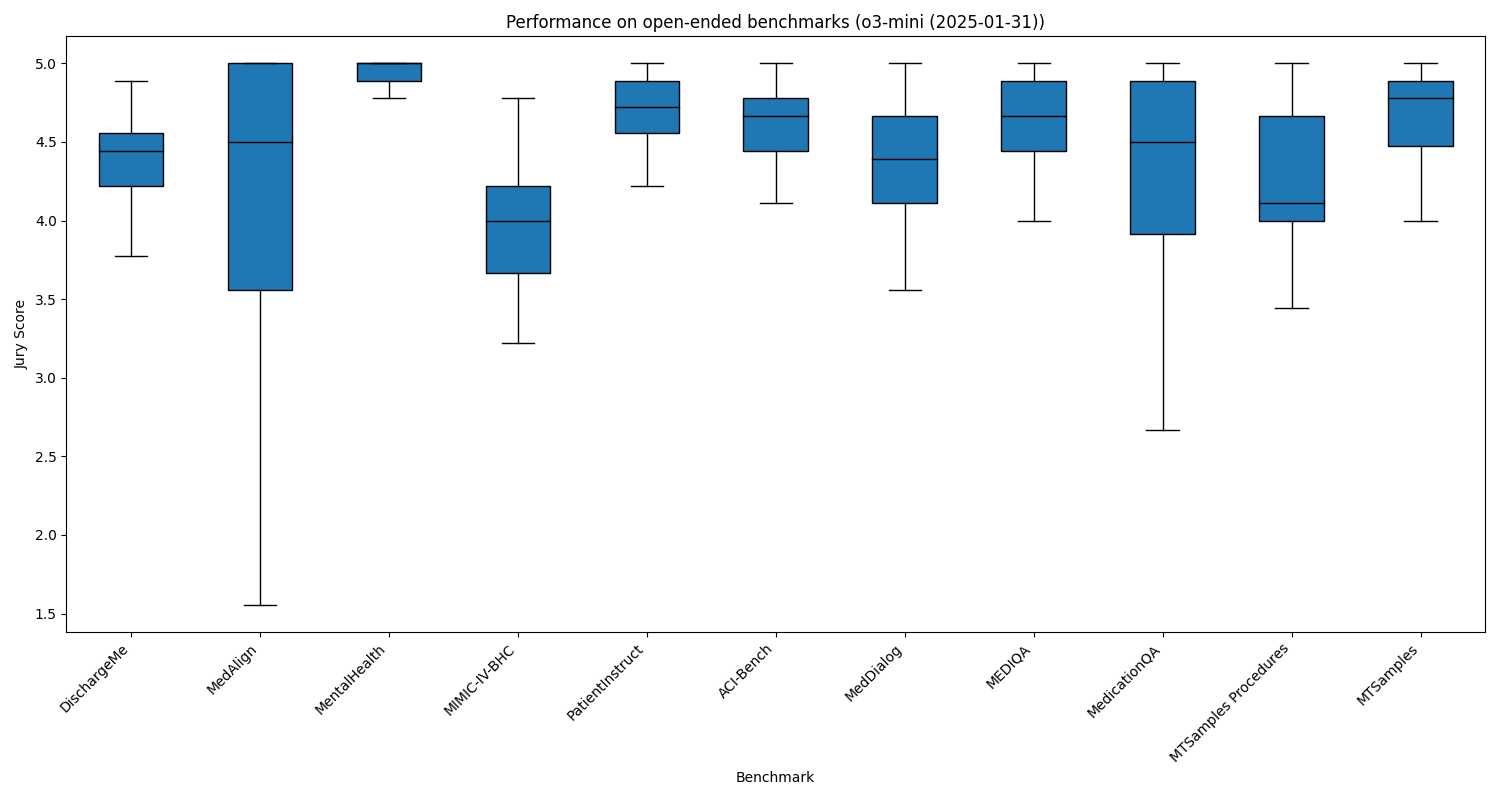 Performance on open-ended benchmarks (o3-mini (2025-01-31))
Jury Score
5.0
4.5
4.0
3.5
3.0
2.5
2.0
1.5
DischargeMe
MedAlign
MentalHealth
MIMIC-IV-BHC
PatientInstruct
ACI-Bench
MedDialog
MEDIQA
MedicationQA
MTSamples Procedures
MTSamples
Benchmark